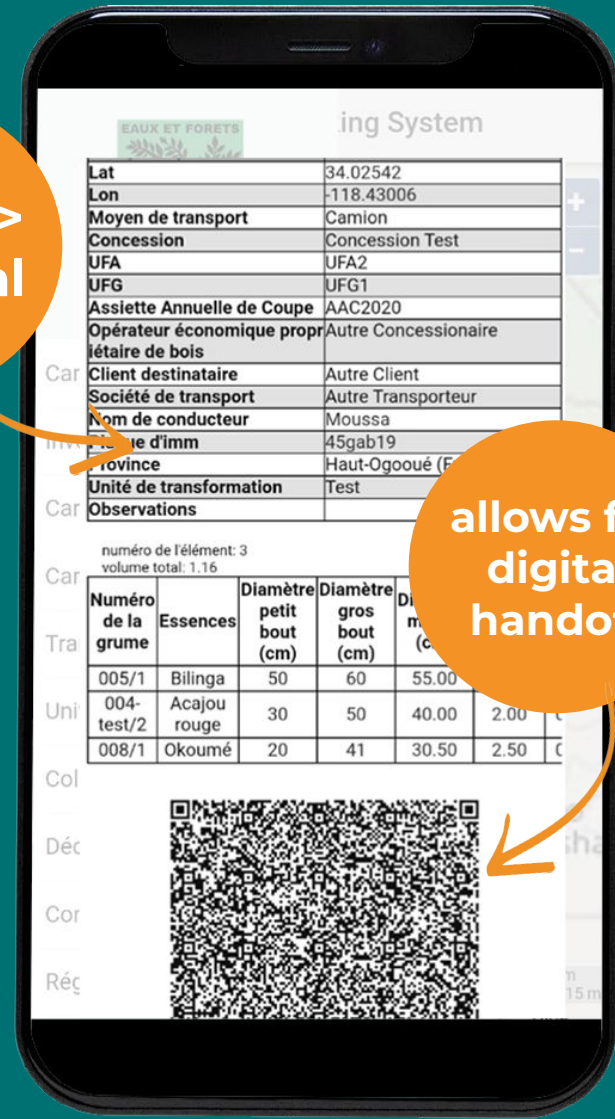 EAUX ET FORETS
ing System
Lat 34.02542
Lon -118.43006
Moyen de transport Camion
Concession Concession Test
UFA UFA2
UFG UFG1
Assiette Annuelle de Coupe AAC2020
Opérateur économique propr Autre Concessionaire
iétaire de bois
Client destinataire Autre Client
Société de transport Autre Transporteur
Nom de conducteur Moussa
d'imm 45gab19
Province Haut-Ogooué
Unité de transformation Test
Observations
numéro de l'élément: 3
volume total: 1.16
Numéro de la grume Essences Diamètre petit bout (cm) Diamètre gros bout (cm)
005/1 Bilinga 50 60 55.00
004-test/2 Acajou rouge 30 50 40.00 2.00
008/1 Okoumé 20 41 30.50 2.50
allows
digita
hando
Car
Car
Car
Tra
Uni
Col
Déc
Cor
Rég
15 m